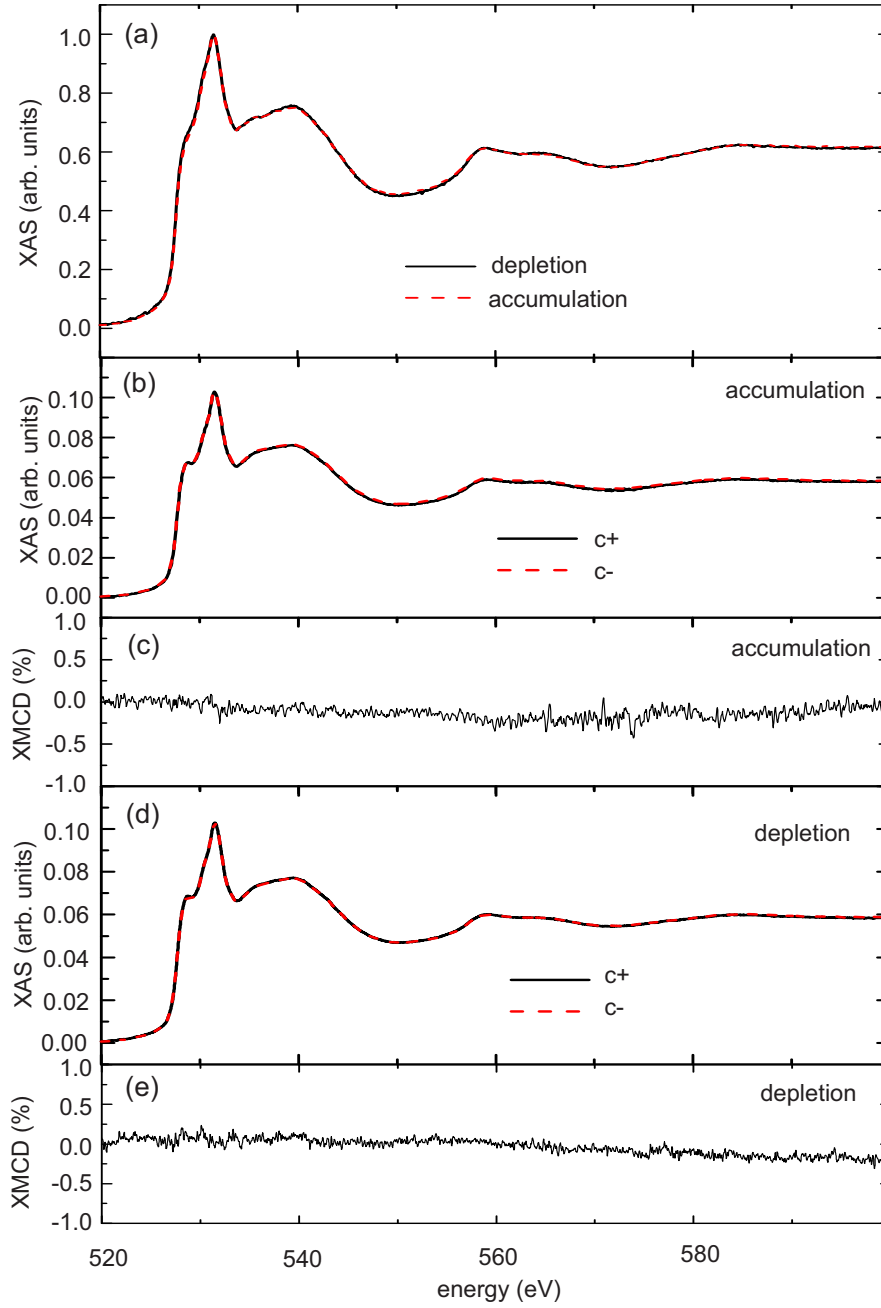 (a)
XAS (arb. units)
1.0
0.8
0.6
0.4
0.2
0.0
depletion
accumulation
(b)
accumulation
XAS (arb. units)
0.10
0.08
0.06
0.04
0.02
0.00
c+
c-
(c)
accumulation
XMCD (%)
1.0
0.5
0.0
-0.5
-1.0
(d)
depletion
XAS (arb. units)
0.10
0.08
0.06
0.04
0.02
0.00
c+
c-
(e)
depletion
XMCD (%)
1.0
0.5
0.0
-0.5
-1.0
520 540 560 580
energy (eV)